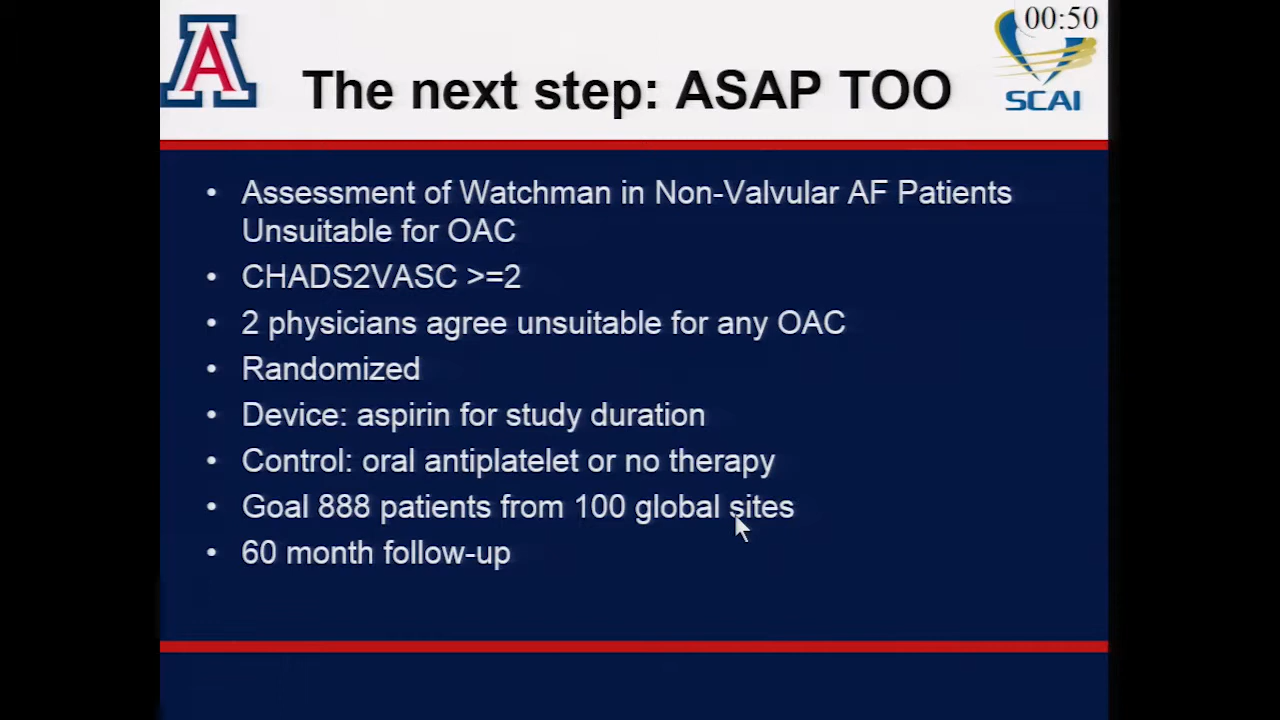 00:50
A
SCAI
The next step: ASAP TOO
• Assessment of Watchman in Non-Valvular AF Patients
Unsuitable for OAC
• CHADS2VASC >=2
• 2 physicians agree unsuitable for any OAC
• Randomized
• Device: aspirin for study duration
• Control: oral antiplatelet or no therapy
• Goal 888 patients from 100 global sites
• 60 month follow-up